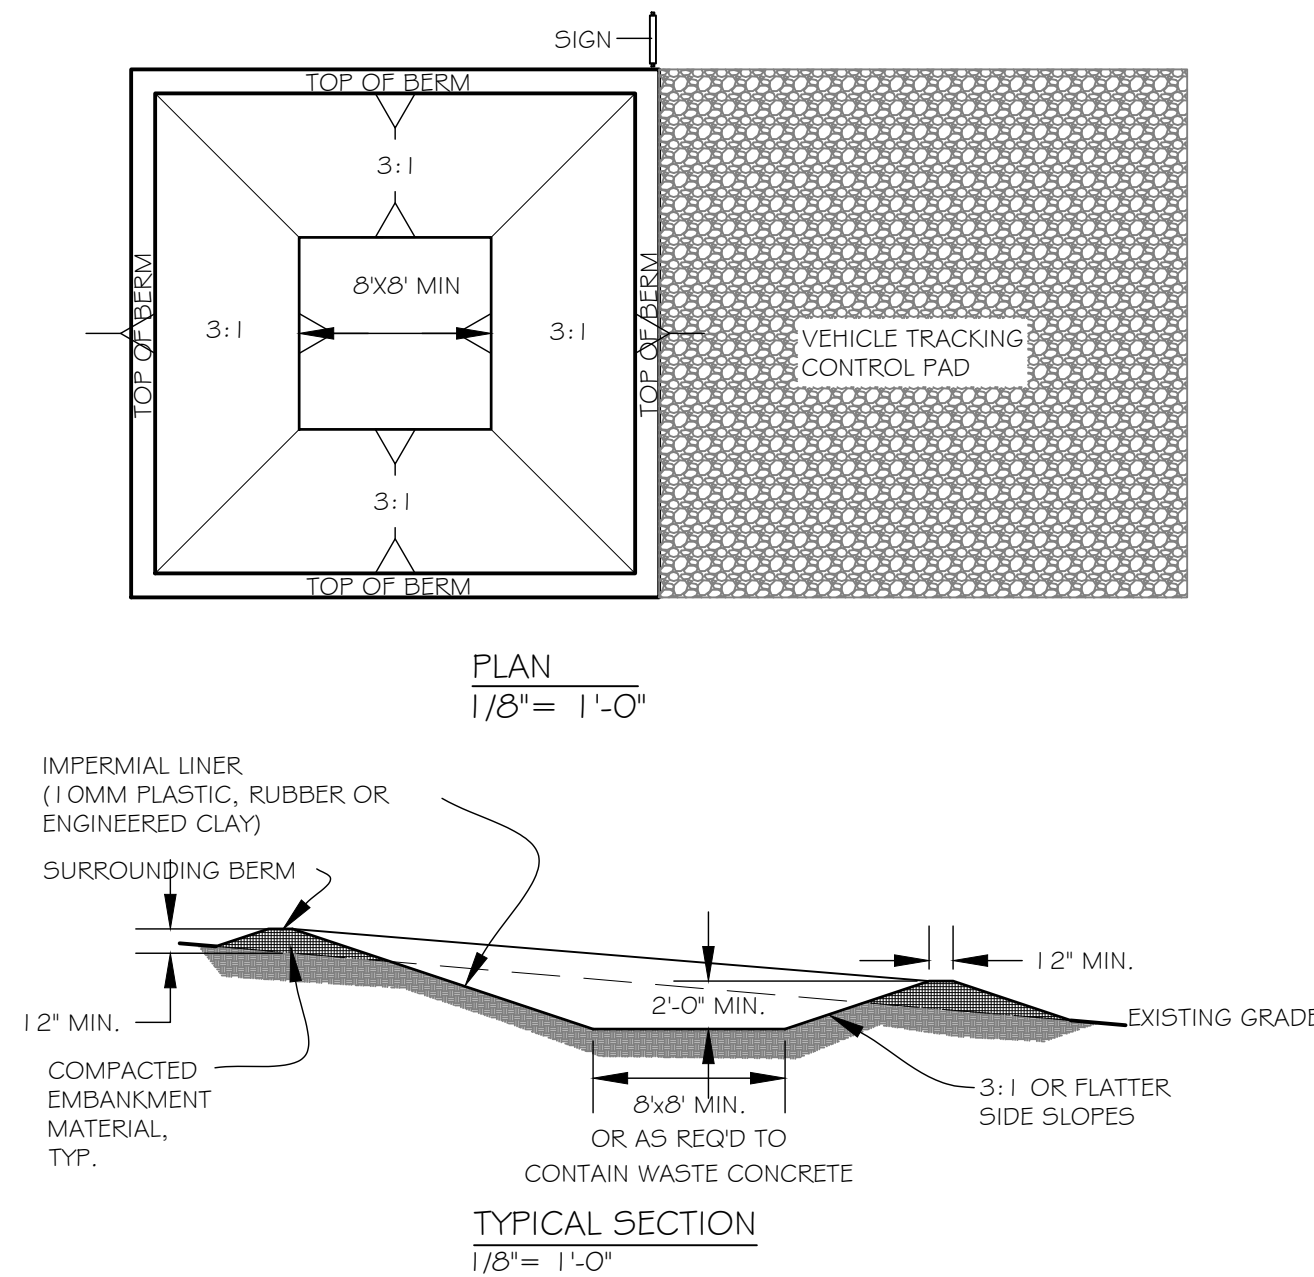 SIGN
TOP OF BERM
3:1
8'X8' MIN
TOP OF BERM
3:1
3:1
TOP OF BERM
VEHICLE TRACKING
CONTROL PAD
3:1
TOP OF BERM
PLAN
1/8"= 1'-0"
IMPERMIAL LINER
(10MM PLASTIC, RUBBER OR
ENGINEERED CLAY)
SURROUNDING BERM
12" MIN.
2'-0" MIN.
12" MIN.
EXISTING GRADE
COMPACTED
EMBANKMENT
MATERIAL,
TYP.
3:1 OR FLATTER
SIDE SLOPES
8'x8' MIN.
OR AS REQ'D TO
CONTAIN WASTE CONCRETE
TYPICAL SECTION
1/8"= 1'-0"